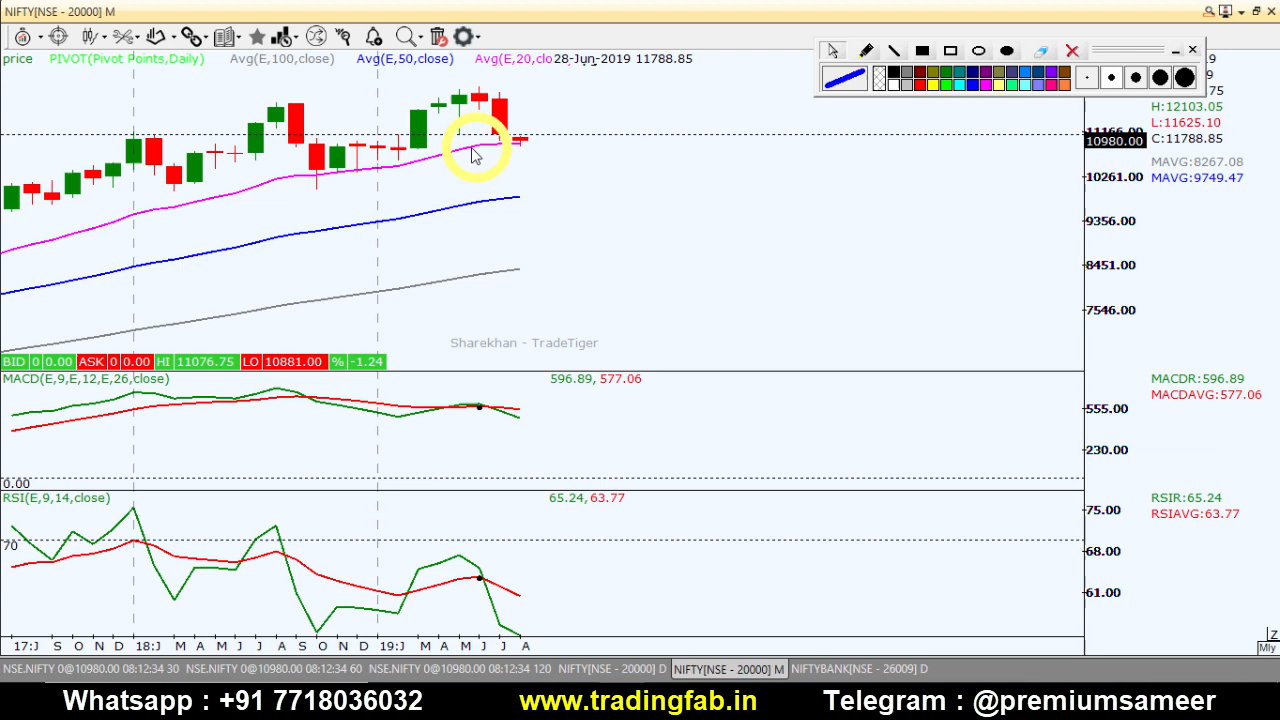 NIFTY[NSE - 20000] M
price PIVOT(Pivot Points,Daily) Avg(E,100,close) Avg(E,50,close) Avg(E,20,clo 28-Jun-2019 11788.85
75
H:12103.05
11166.00 L:11625.10
10980.00 C:11788.85
MAVG:8267.08
10261.00 MAVG:9749.47
9356.00
8451.00
7546.00
Sharekhan - TradeTiger
BID 0 0.00 ASK 0 0.00 HI 11076.75 LO 10881.00 % -1.24
MACD(E,9,E,12,E,26,close) 596.89, 577.06 MACDR:596.89
MACDAVG:577.06
555.00
230.00
0.00
RSI(E,9,14,close) 65.24, 63.77 RSIR:65.24
75.00 RSIAVG:63.77
70
68.00
61.00
17:J S O N D 18:J M A M J J A S O N D 19:J M A M J J A
Z
Mly
NSE.NIFTY 0@10980.00 08:12:34 30 NSE.NIFTY 0@10980.00 08:12:34 60 NSE.NIFTY 0@10980.00 08:12:34 120 NIFTY[NSE - 20000] D NIFTY[NSE - 20000] M NIFTYBANK[NSE - 26009] D
Whatsapp : +91 7718036032 www.tradingfab.in Telegram : @premiumsameer